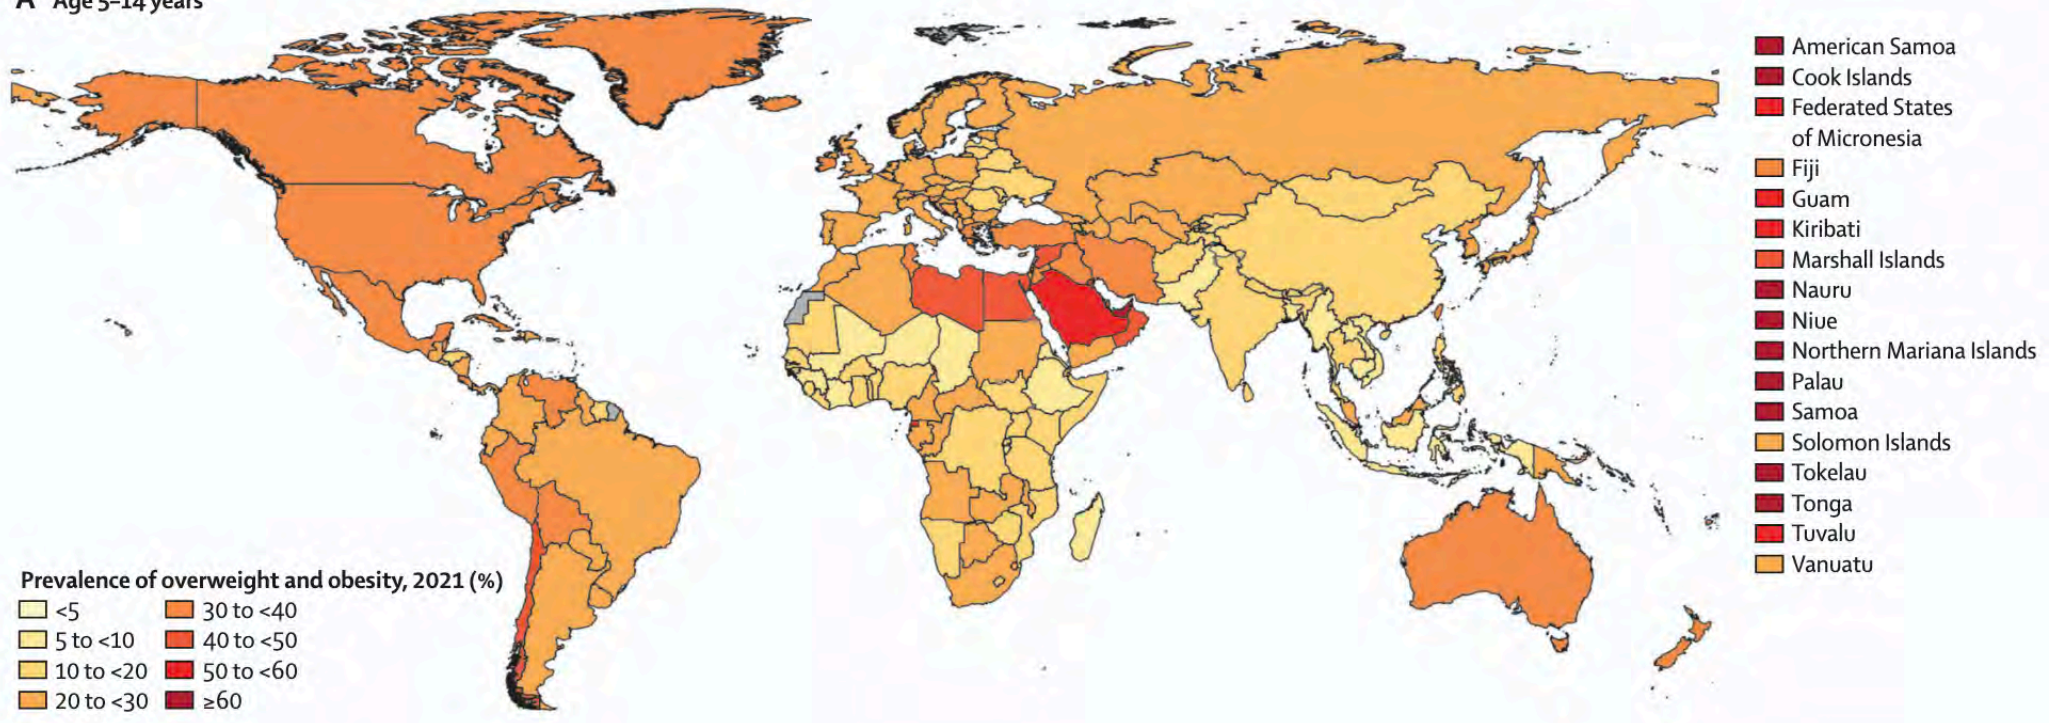 A Age 5–14 years
American Samoa
Cook Islands
Federated States
of Micronesia
Fiji
Guam
Kiribati
Marshall Islands
Nauru
Niue
Northern Mariana Islands
Palau
Samoa
Solomon Islands
Tokelau
Tonga
Tuvalu
Vanuatu
Prevalence of overweight and obesity, 2021 (%)
<5
5 to <10
10 to <20
20 to <30
30 to <40
40 to <50
50 to <60
≥60